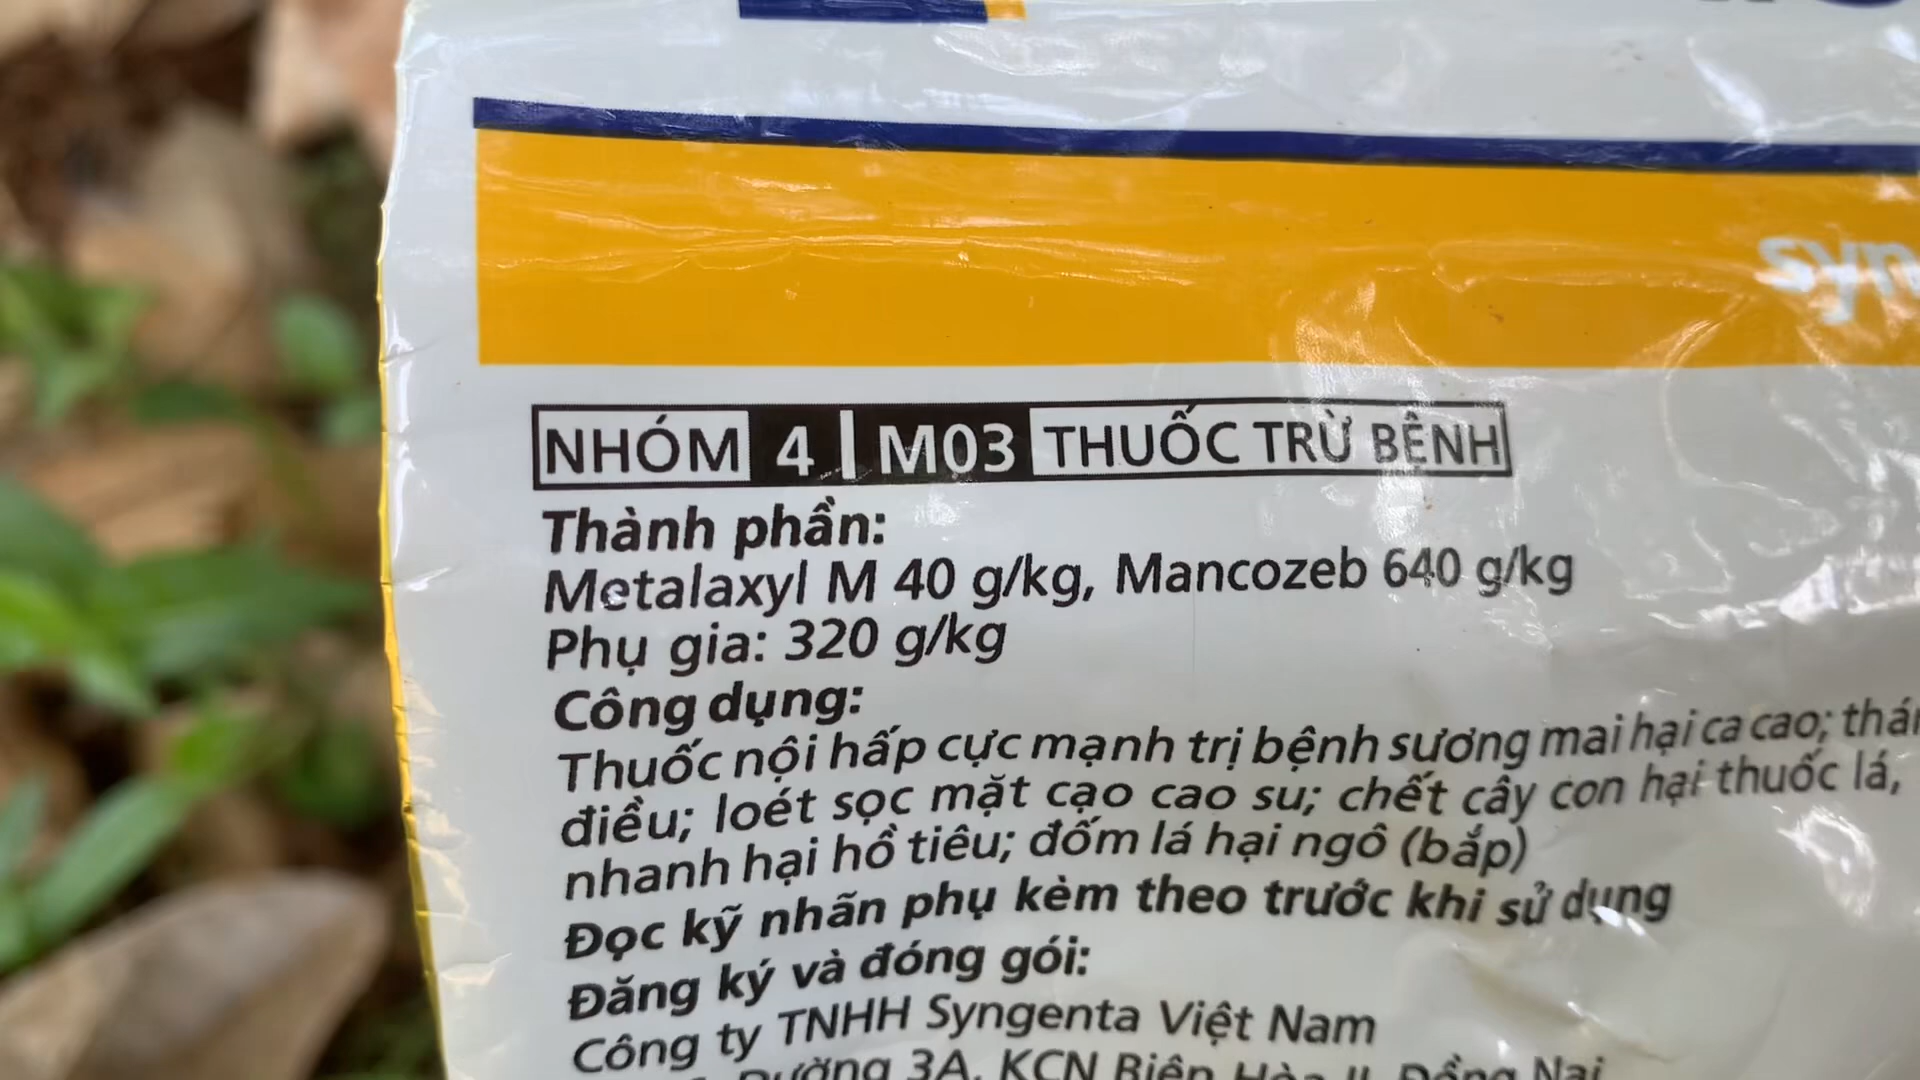 syn
NHÓM 4 | M03 THUỐC TRỪ BỆNH
Thành phần:
Metalaxyl M 40 g/kg, Mancozeb 640 g/kg
Phụ gia: 320 g/kg
Công dụng:
Thuốc nội hấp cực mạnh trị bệnh sương mai hại ca cao;
điều; loét sọc mặt cạo cao su; chết cây con hại thuốc lá,
nhanh hại hồ tiêu; đốm lá hại ngô (bắp)
Đọc kỹ nhãn phụ kèm theo trước khi sử dụng
Đăng ký và đóng gói:
Công ty TNHH Syngenta Việt Nam
Đường 3A, KCN Biên Hòa II, Đồng Nai